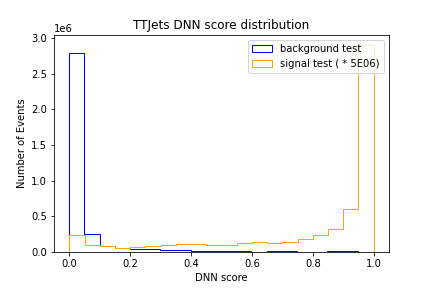 TTJets DNN score distribution
1e6
background test
signal test ( * 5E06)
Number of Events
3.0
2.5
2.0
1.5
1.0
0.5
0.0
0.0 0.2 0.4 0.6 0.8 1.0
DNN score